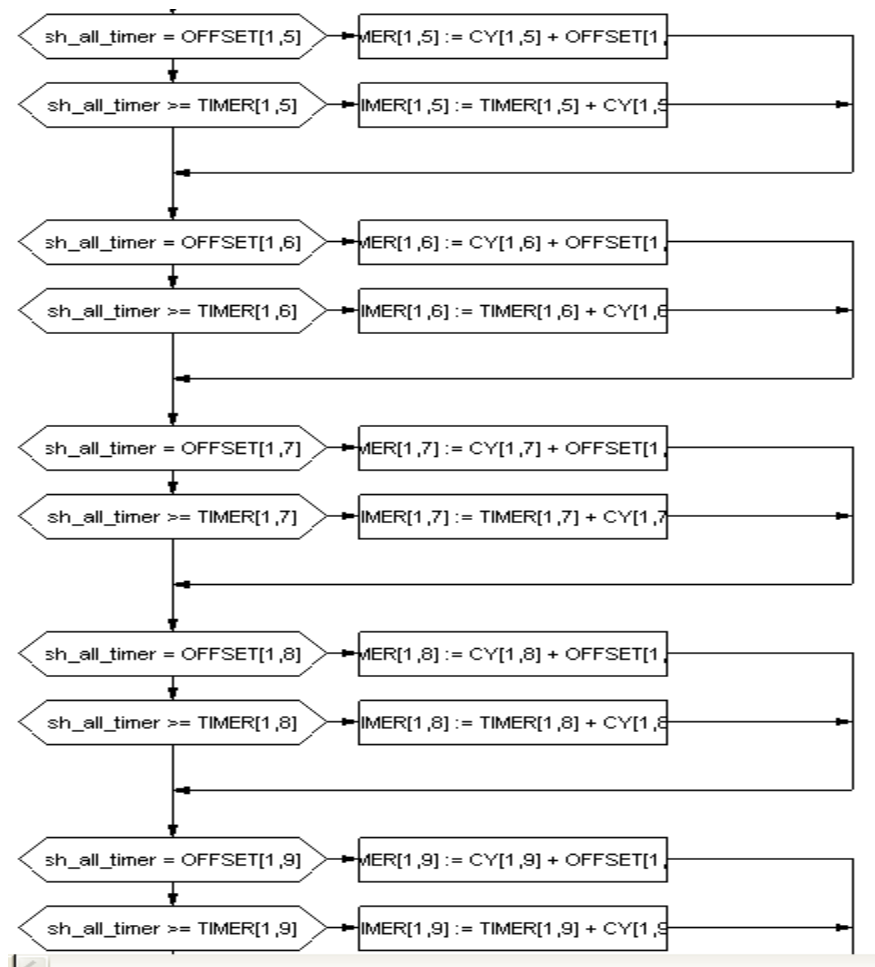 sh_all_timer = OFFSET[1,5]
MER[1,5] := CY[1,5] + OFFSET[1,
sh_all_timer >= TIMER[1,5]
IMER[1,5] := TIMER[1,5] + CY[1,5
sh_all_timer = OFFSET[1,6]
MER[1,6] := CY[1,6] + OFFSET[1,
sh_all_timer >= TIMER[1,6]
IMER[1,6] := TIMER[1,6] + CY[1,6
sh_all_timer = OFFSET[1,7]
MER[1,7] := CY[1,7] + OFFSET[1,
sh_all_timer >= TIMER[1,7]
IMER[1,7] := TIMER[1,7] + CY[1,7
sh_all_timer = OFFSET[1,8]
MER[1,8] := CY[1,8] + OFFSET[1,
sh_all_timer >= TIMER[1,8]
IMER[1,8] := TIMER[1,8] + CY[1,8
sh_all_timer = OFFSET[1,9]
MER[1,9] := CY[1,9] + OFFSET[1,
sh_all_timer >= TIMER[1,9]
IMER[1,9] := TIMER[1,9] + CY[1,9